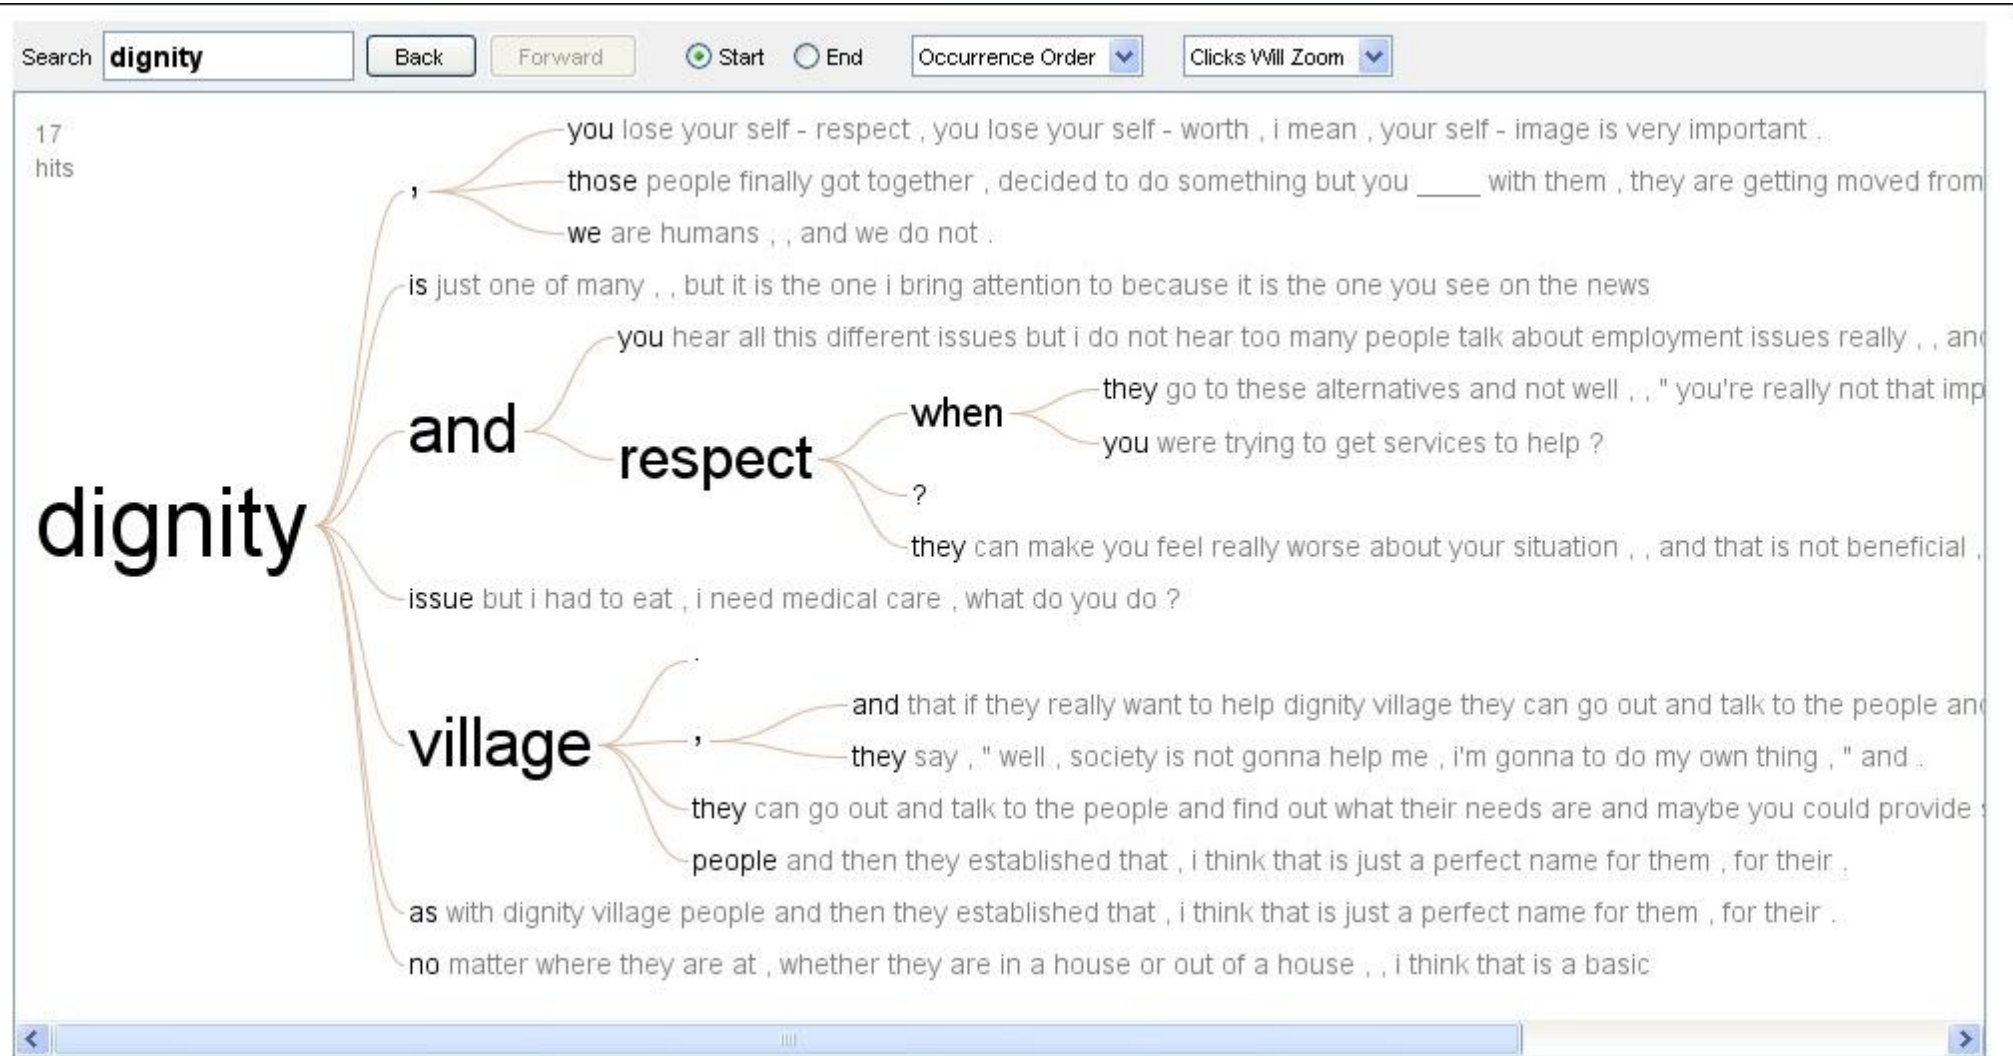 Search dignity Back Forward Start End Occurrence Order Clicks Will Zoom
17
hits
you lose your self - respect , you lose your self - worth , i mean , your self - image is very important .
,
those people finally got together , decided to do something but you _____ with them , they are getting moved from
we are humans , , and we do not .
is just one of many , , but it is the one i bring attention to because it is the one you see on the news
you hear all this different issues but i do not hear too many people talk about employment issues really , , and
and
they go to these alternatives and not well , , " you're really not that imp
when
you were trying to get services to help ?
respect
?
dignity
they can make you feel really worse about your situation , , and that is not beneficial ,
issue but i had to eat , i need medical care , what do you do ?
.
and that if they really want to help dignity village they can go out and talk to the people and
village
,
they say , " well , society is not gonna help me , i'm gonna to do my own thing , " and .
they can go out and talk to the people and find out what their needs are and maybe you could provide
people and then they established that , i think that is just a perfect name for them , for their .
as with dignity village people and then they established that , i think that is just a perfect name for them , for their .
no matter where they are at , whether they are in a house or out of a house , , i think that is a basic